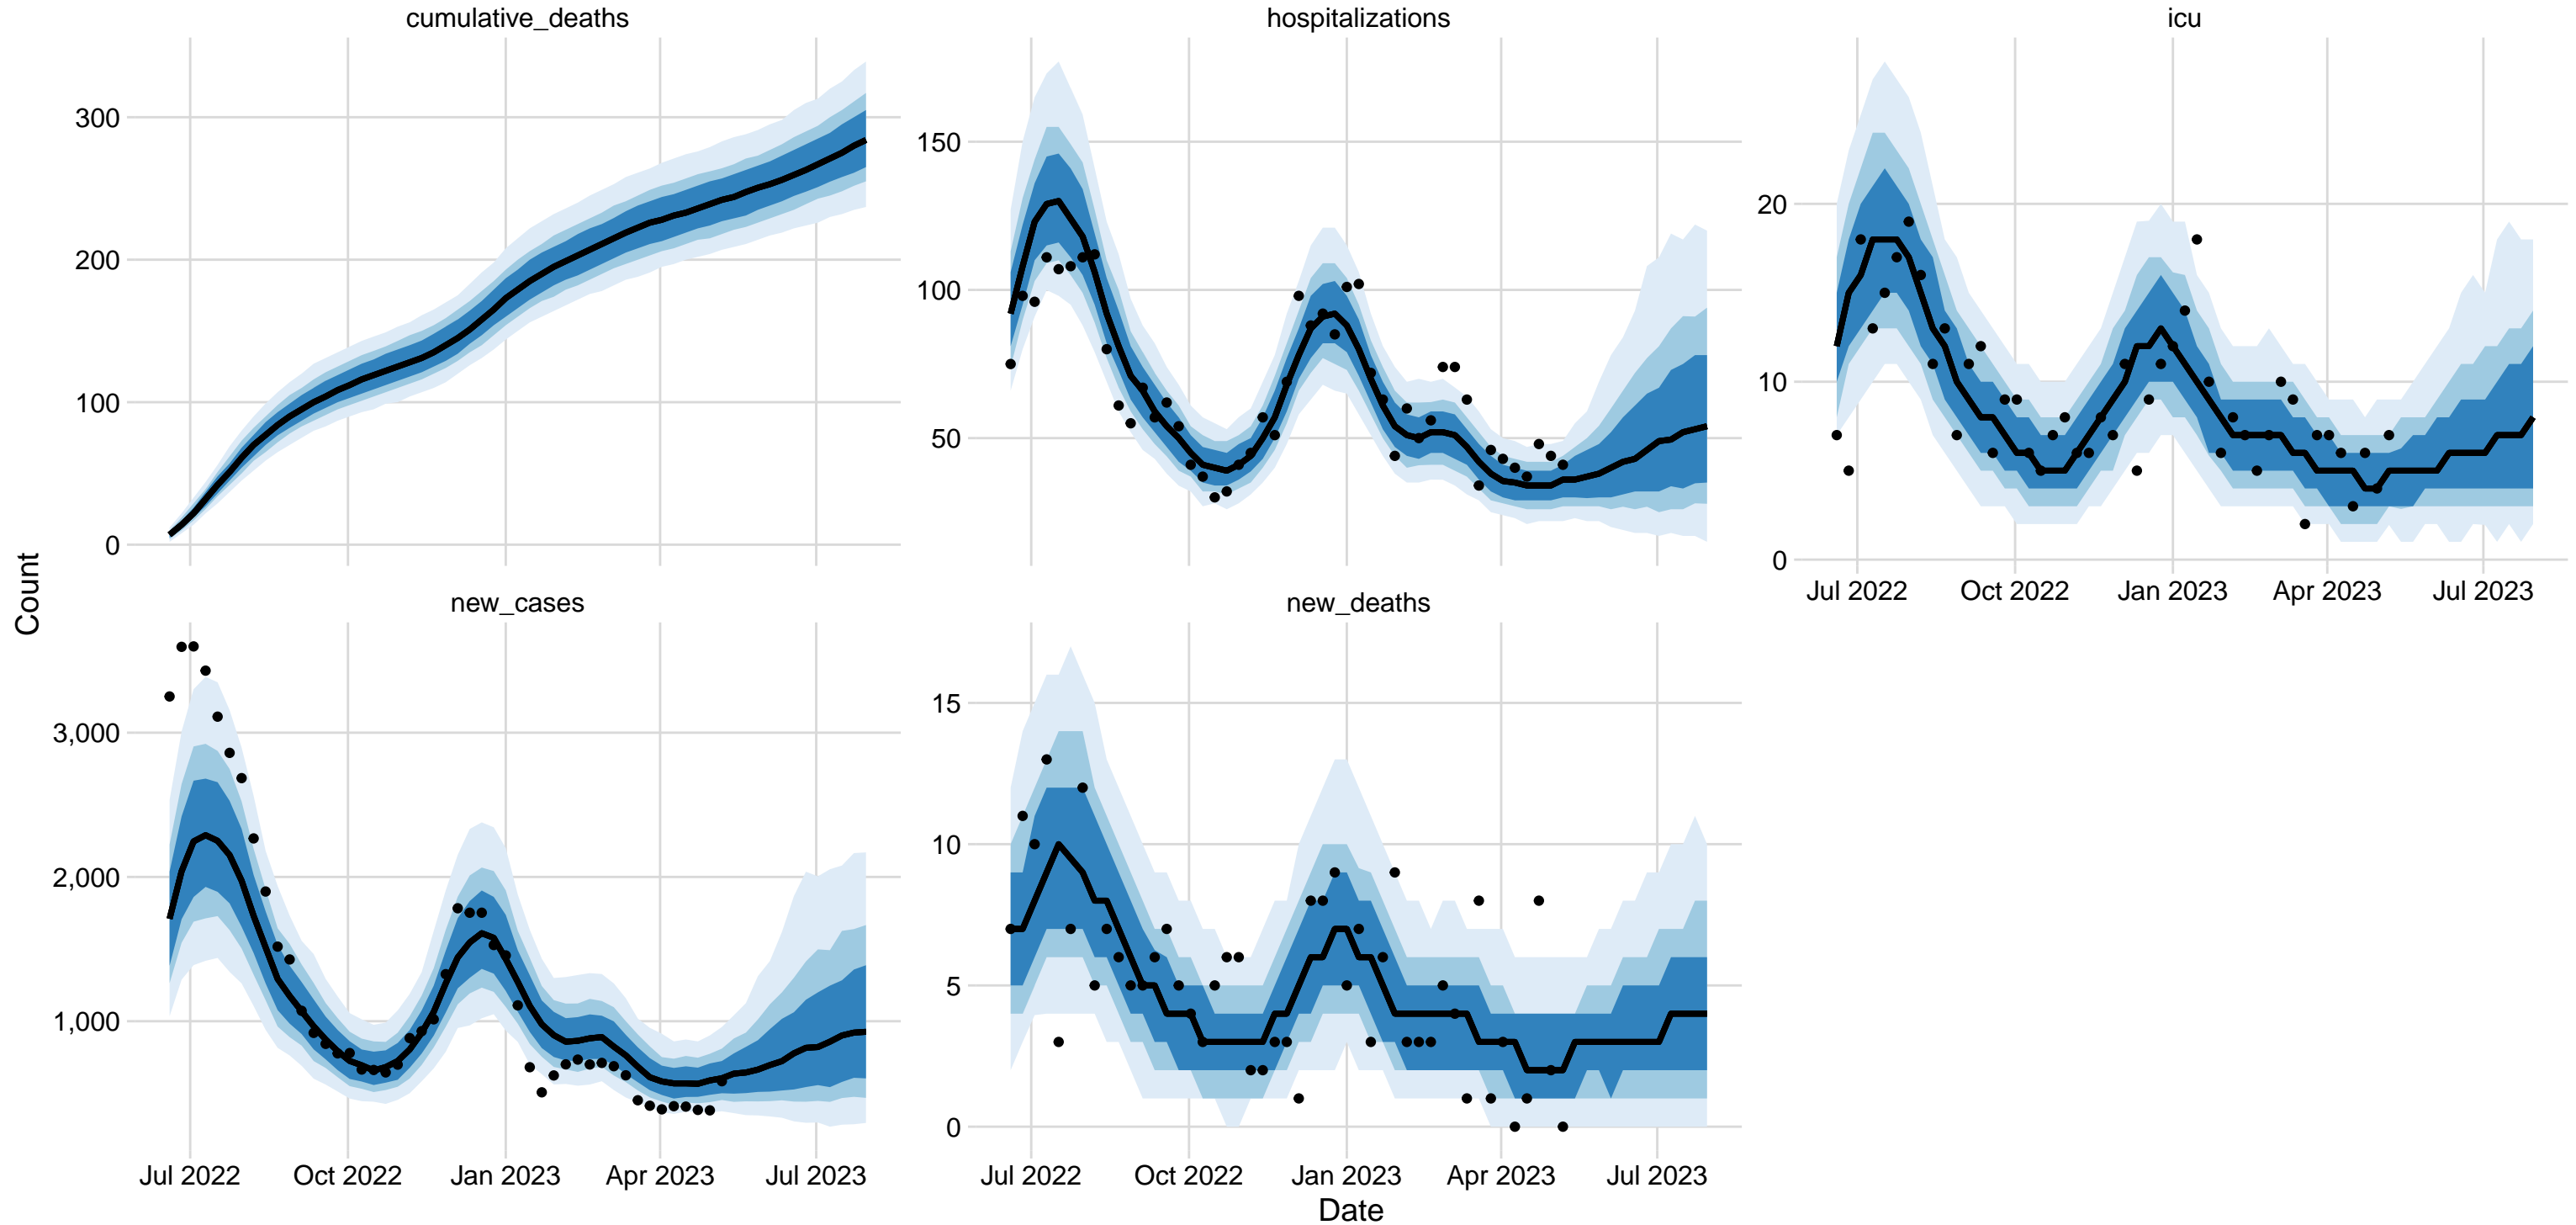 cumulative_deaths
hospitalizations
icu
300
200
100
0
150
100
50
20
10
0
Jul 2022 Oct 2022 Jan 2023 Apr 2023 Jul 2023
Count
new_cases
new_deaths
3,000
2,000
1,000
15
10
5
0
Jul 2022 Oct 2022 Jan 2023 Apr 2023 Jul 2023
Jul 2022 Oct 2022 Jan 2023 Apr 2023 Jul 2023
Date